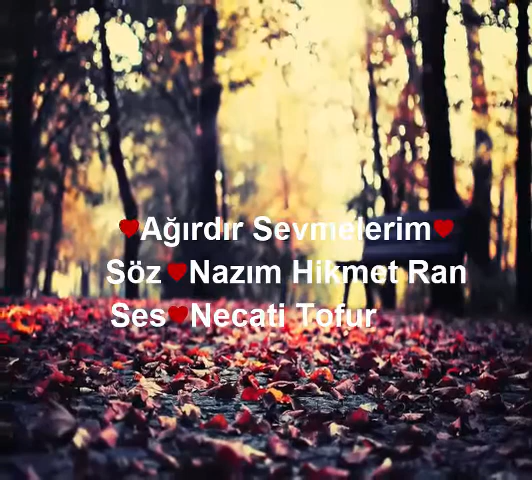 ❤Ağırdır Sevmelerim❤
Söz ❤Nazım Hikmet Ran
Ses❤Necati Tofur